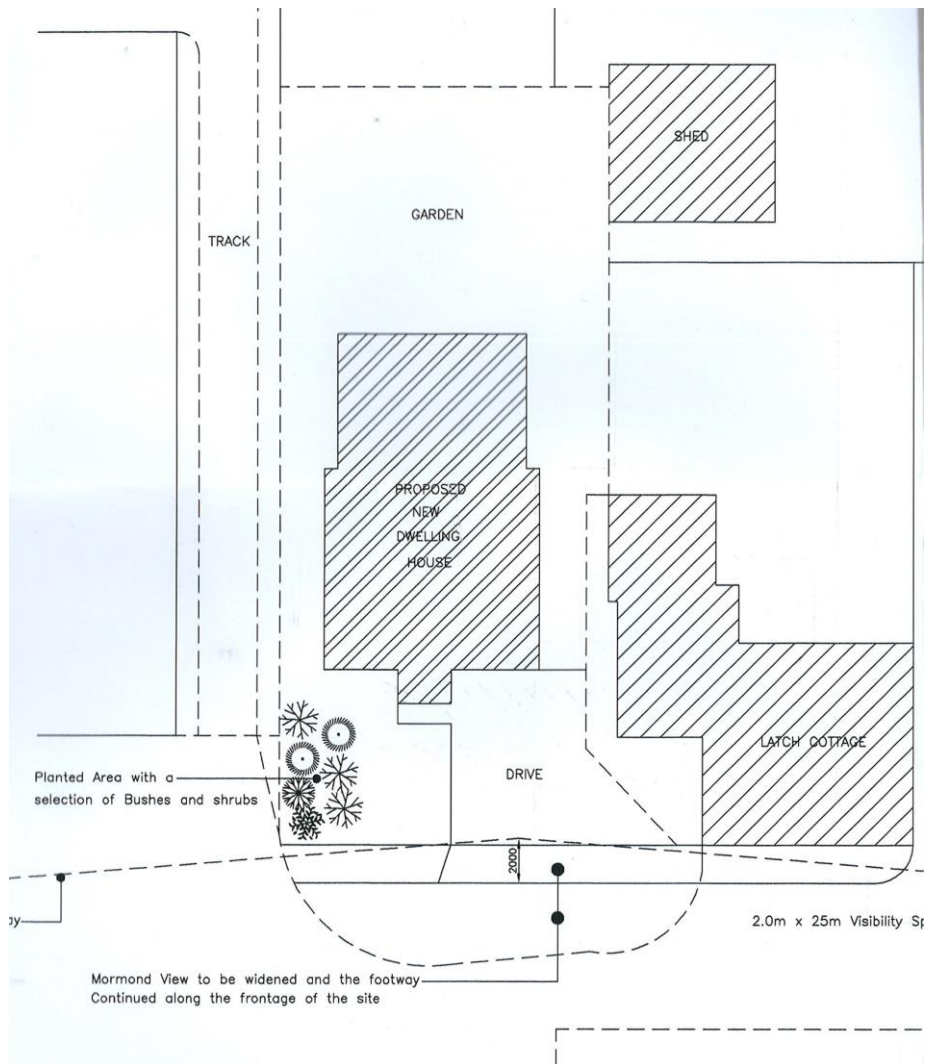 SHED
GARDEN
TRACK
PROPOSED
NEW
DWELLING
HOUSE
LATCH COTTAGE
Planted Area with a
selection of Bushes and shrubs
DRIVE
2000
2.0m x 25m Visibility
Mormond View to be widened and the footway
Continued along the frontage of the site